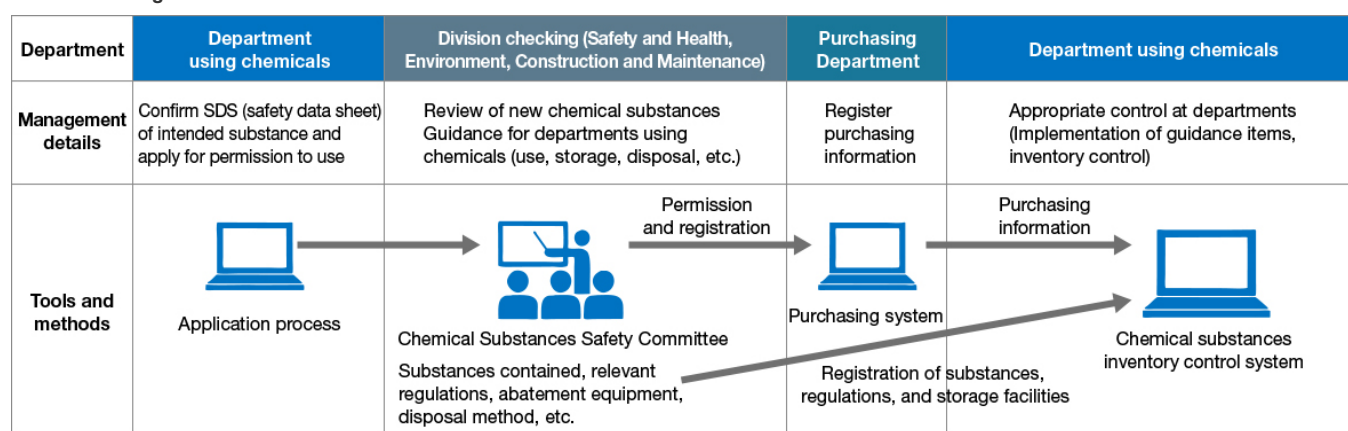 Department
Department
using chemicals
Division checking (Safety and Health,
Environment, Construction and Maintenance)
Purchasing
Department
Department using chemicals
Management
details
Confirm SDS (safety data sheet)
of intended substance and
apply for permission to use
Review of new chemical substances
Guidance for departments using
chemicals (use, storage, disposal, etc.)
Register
purchasing
information
Appropriate control at departments
(Implementation of guidance items,
inventory control)
Tools and
methods
Application process
Chemical Substances Safety Committee
Substances contained, relevant
regulations, abatement equipment,
disposal method, etc.
Permission
and registration
Purchasing system
Purchasing
information
Registration of substances,
regulations, and storage facilities
Chemical substances
inventory control system